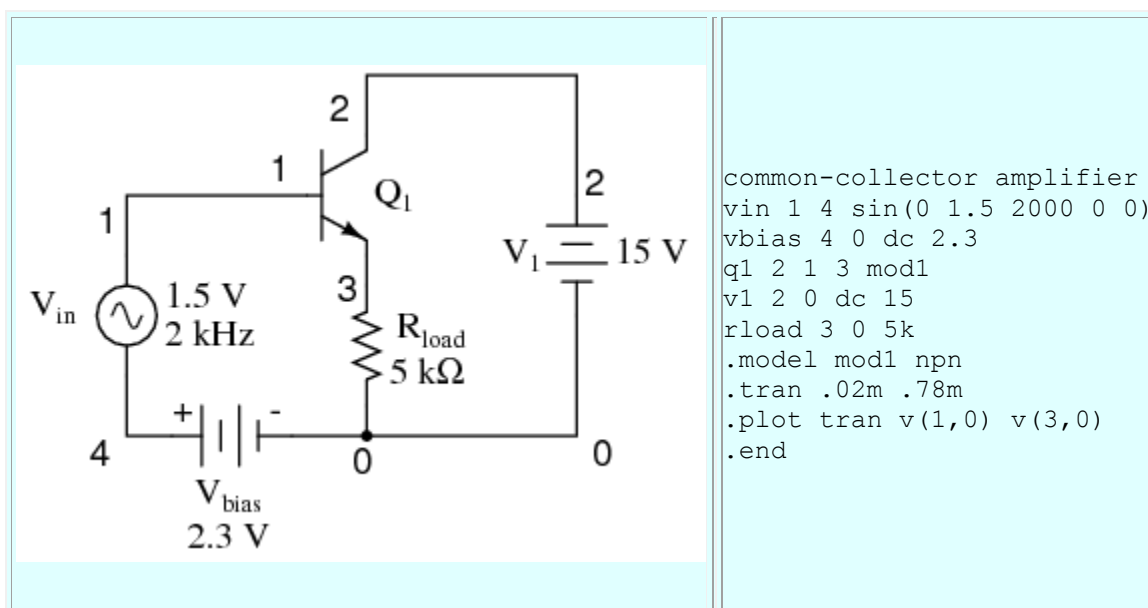 2
1
Q1
2
1
V1 15 V
3
Vin
1.5 V
2 kHz
Rload
5 kΩ
+ -
4
0
0
Vbias
2.3 V
common-collector amplifier
vin 1 4 sin(0 1.5 2000 0 0)
vbias 4 0 dc 2.3
q1 2 1 3 mod1
v1 2 0 dc 15
rload 3 0 5k
.model mod1 npn
.tran .02m .78m
.plot tran v(1,0) v(3,0)
.end